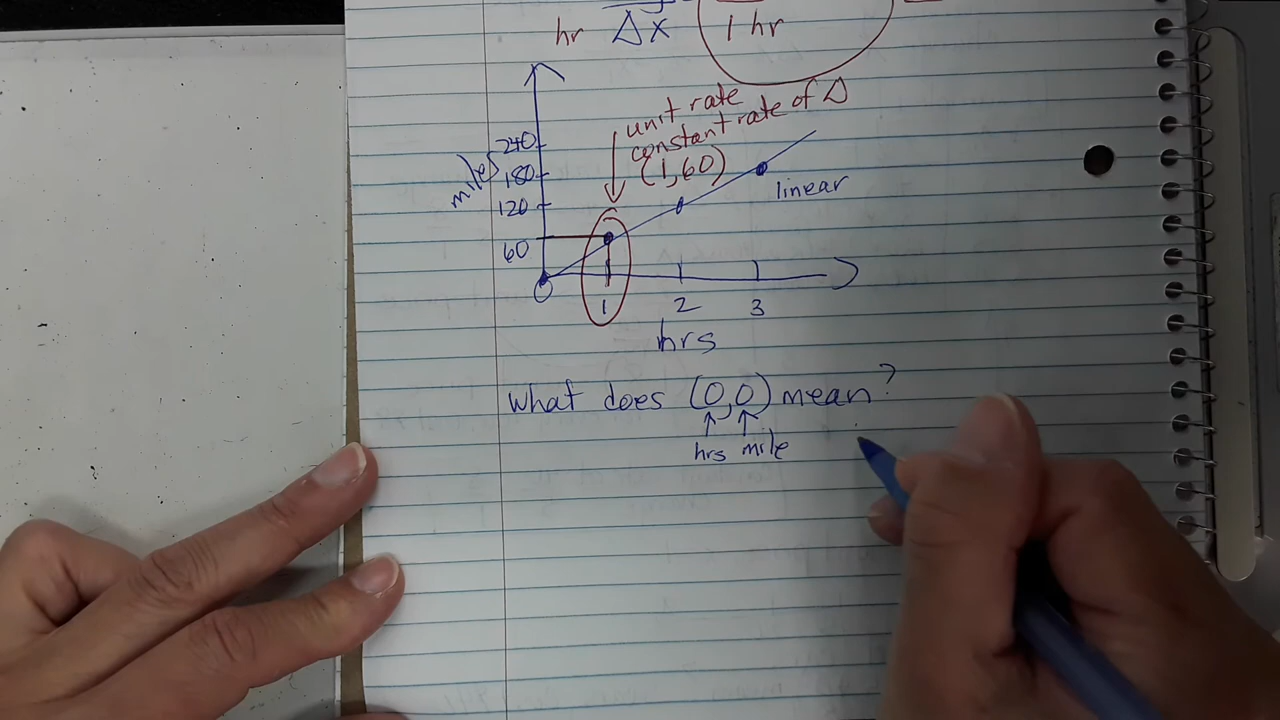 hr Δx 1 hr
unit rate
constant rate of Δ
(1,60)
miles
240
180
120
60
linear
0
1 2 3
hrs
What does (0,0) mean?
hrs mile